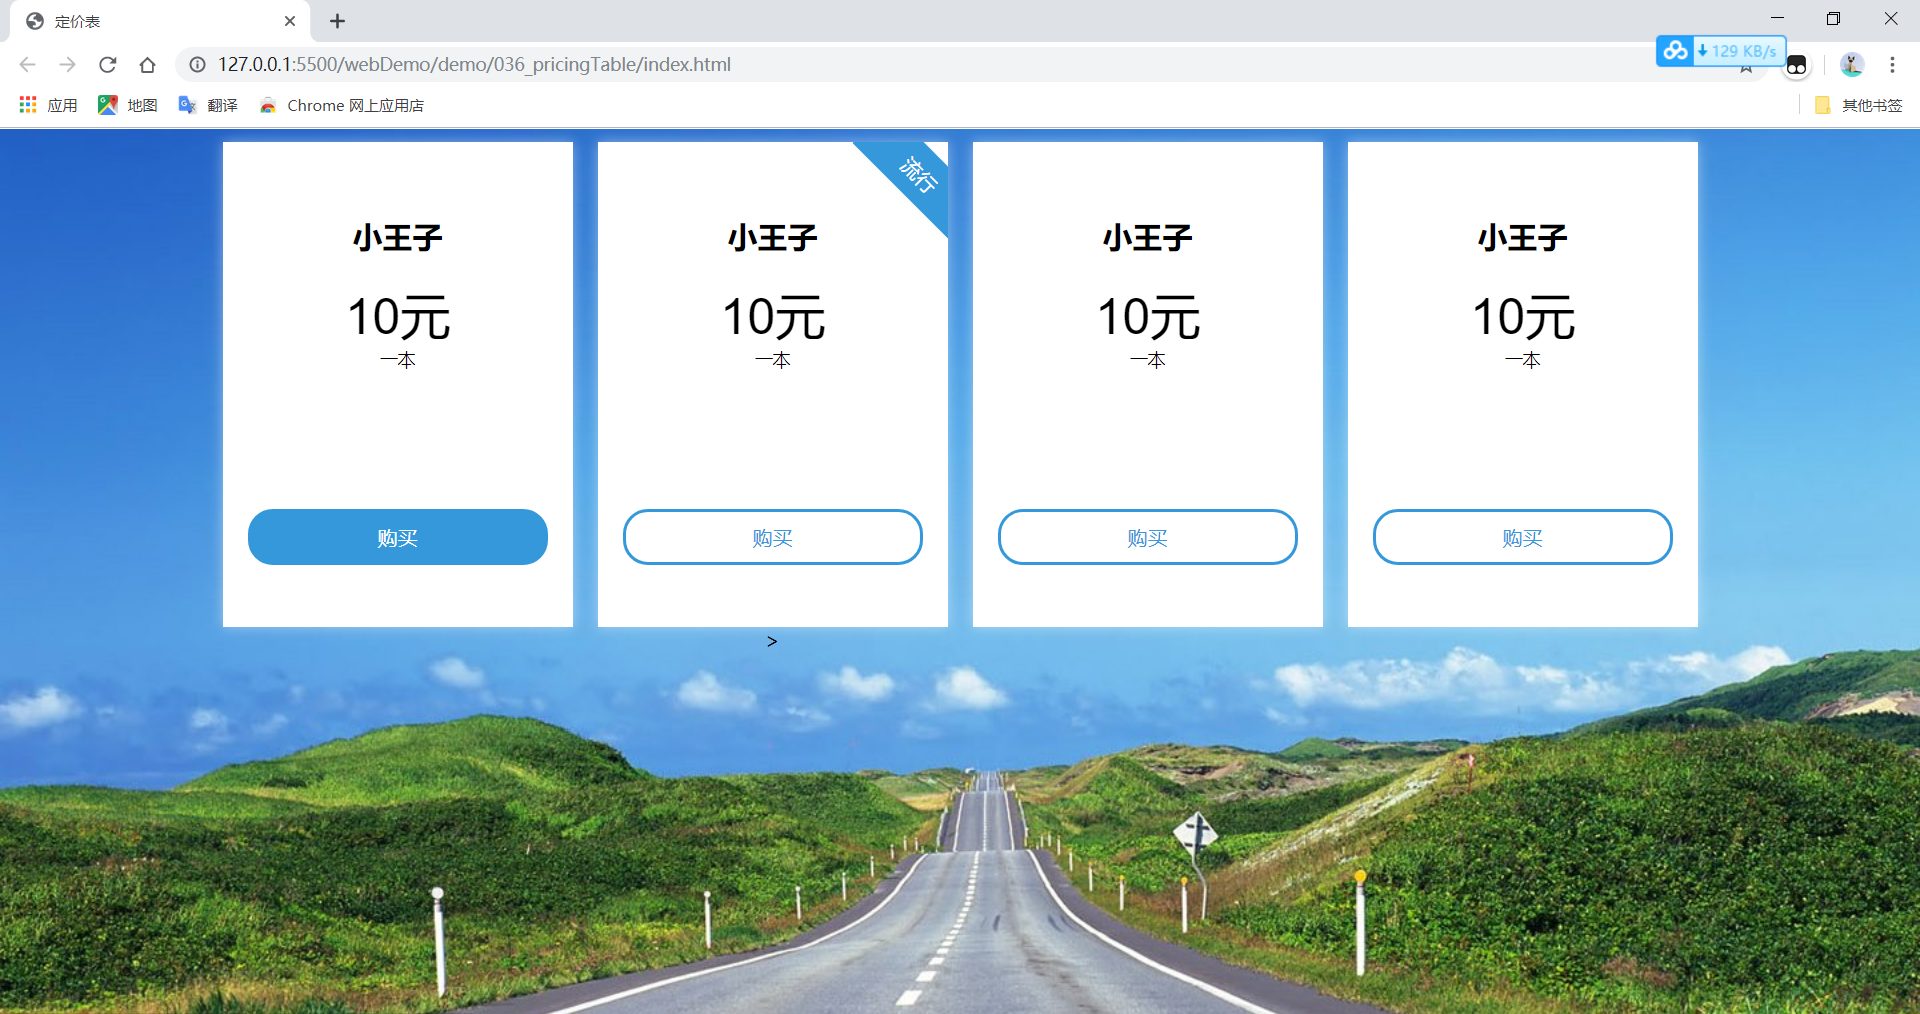 定价表
127.0.0.1:5500/webDemo/demo/036_pricingTable/index.html
129 KB/s
应用 地图 翻译 Chrome 网上应用店 其他书签
流行
小王子 小王子 小王子 小王子
10元 10元 10元 10元
一本 一本 一本 一本
购买 购买 购买 购买
>